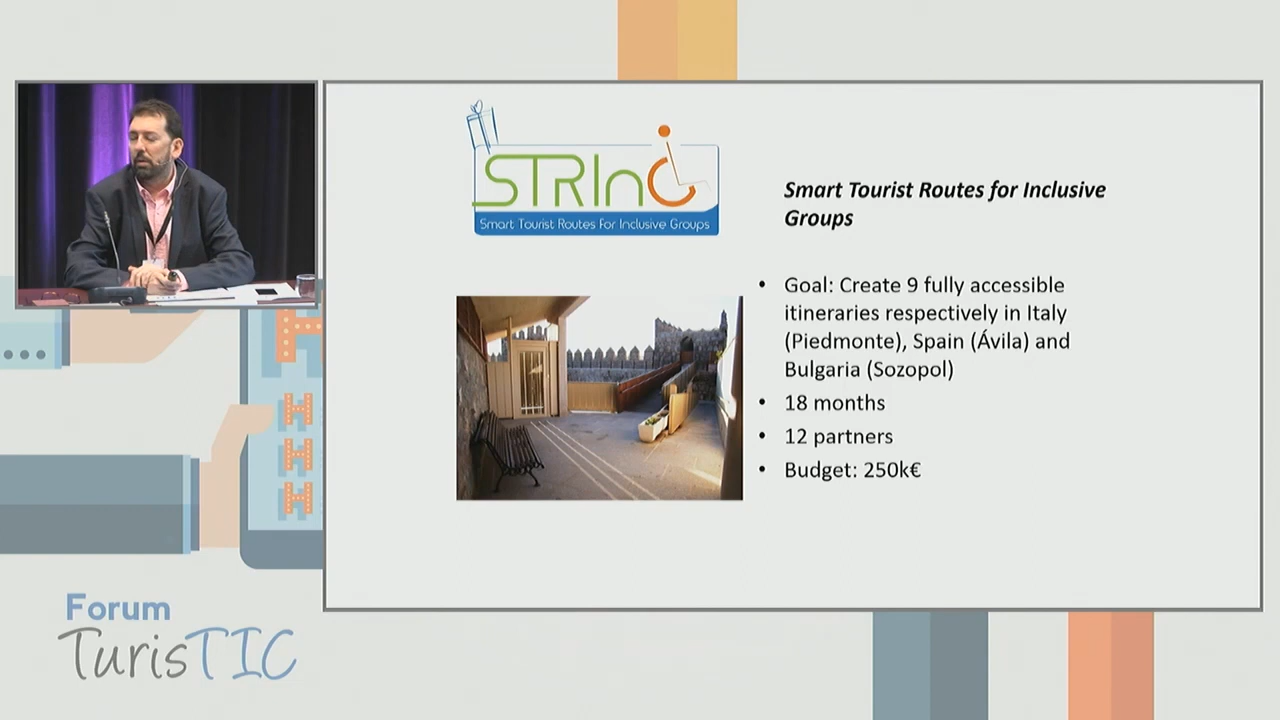 STRInG
Smart Tourist Routes For Inclusive Groups
Smart Tourist Routes for Inclusive
Groups
• Goal: Create 9 fully accessible
itineraries respectively in Italy
(Piedmonte), Spain (Ávila) and
Bulgaria (Sozopol)
• 18 months
• 12 partners
• Budget: 250k€
H
H
H
H
Forum
TurisTIC